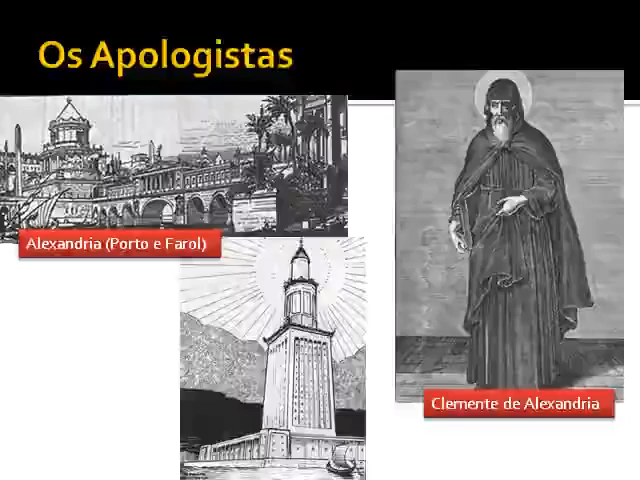 Os Apologistas
Alexandria (Porto e Farol)
Clemente de Alexandria